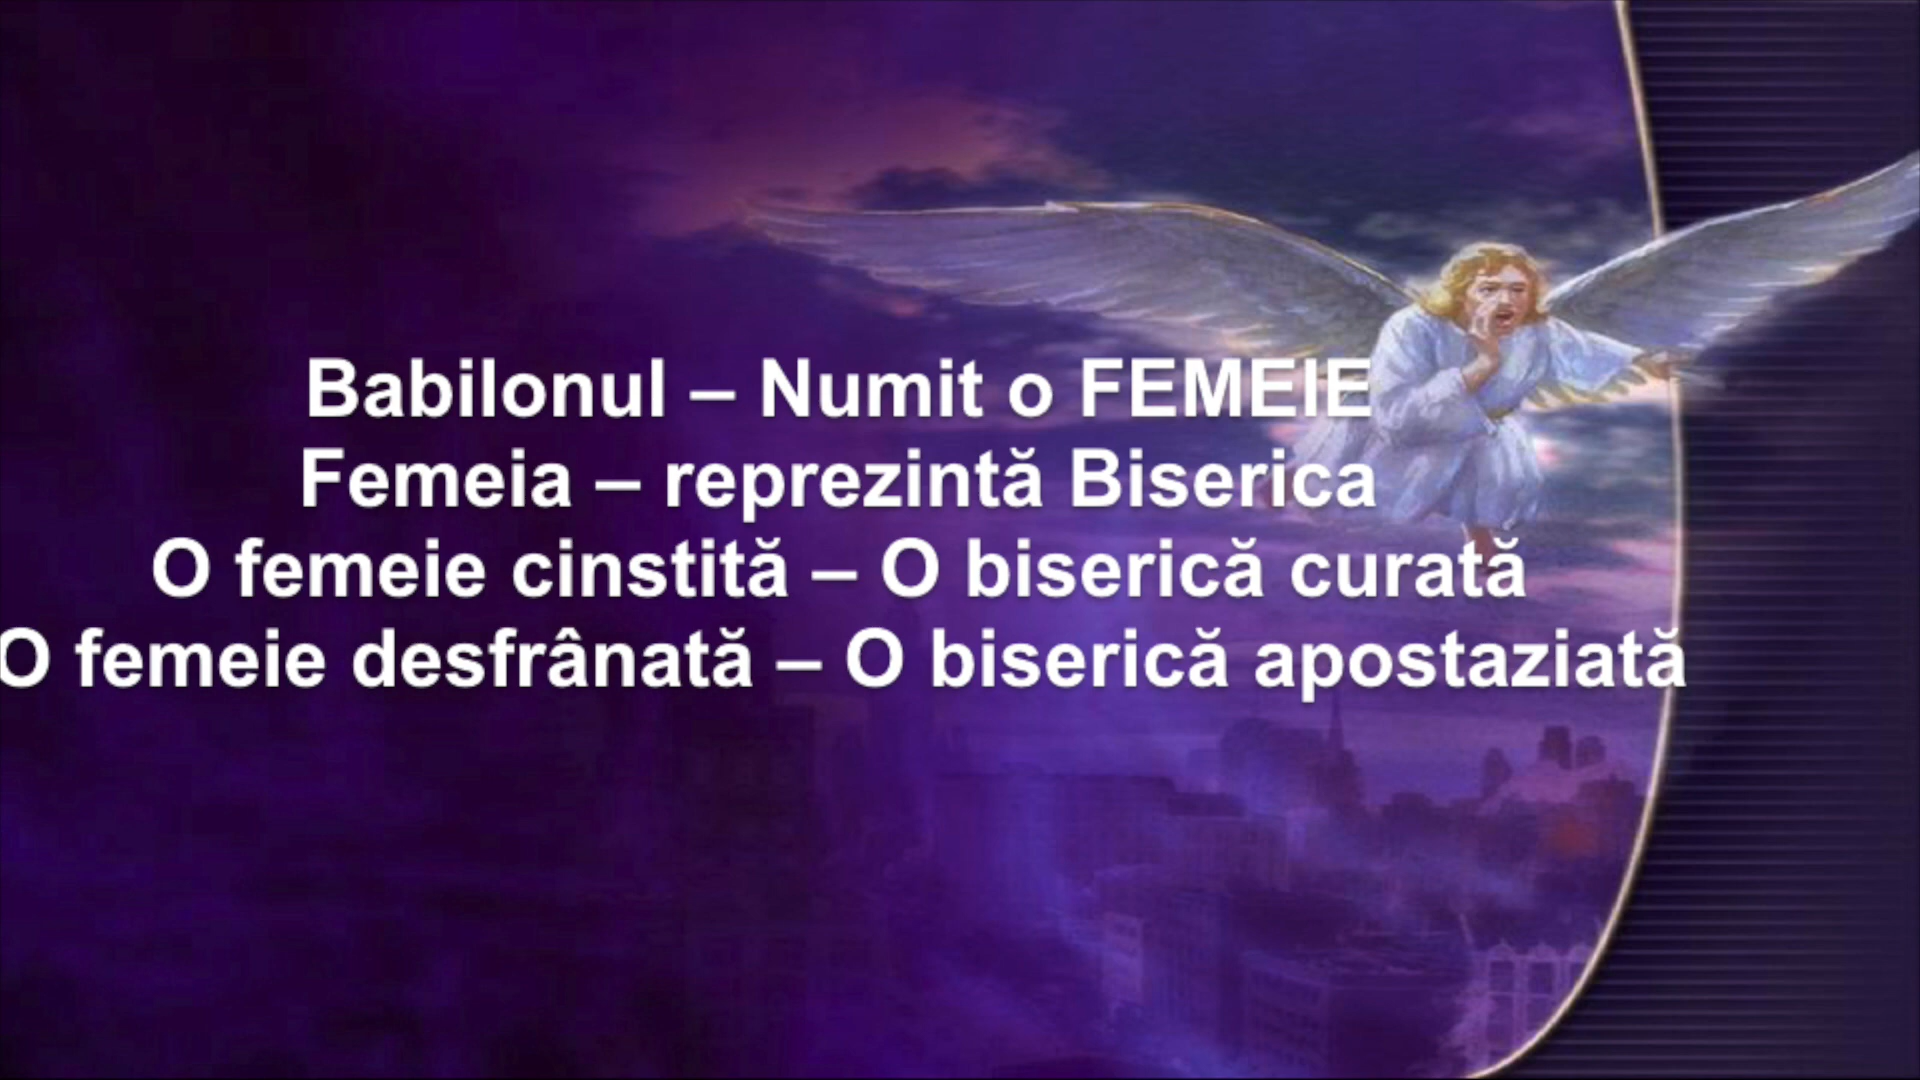 Babilonul – Numit o FEMEIE
Femeia – reprezintă Biserica
O femeie cinstită – O biserică curată
O femeie desfrânată – O biserică apostaziată